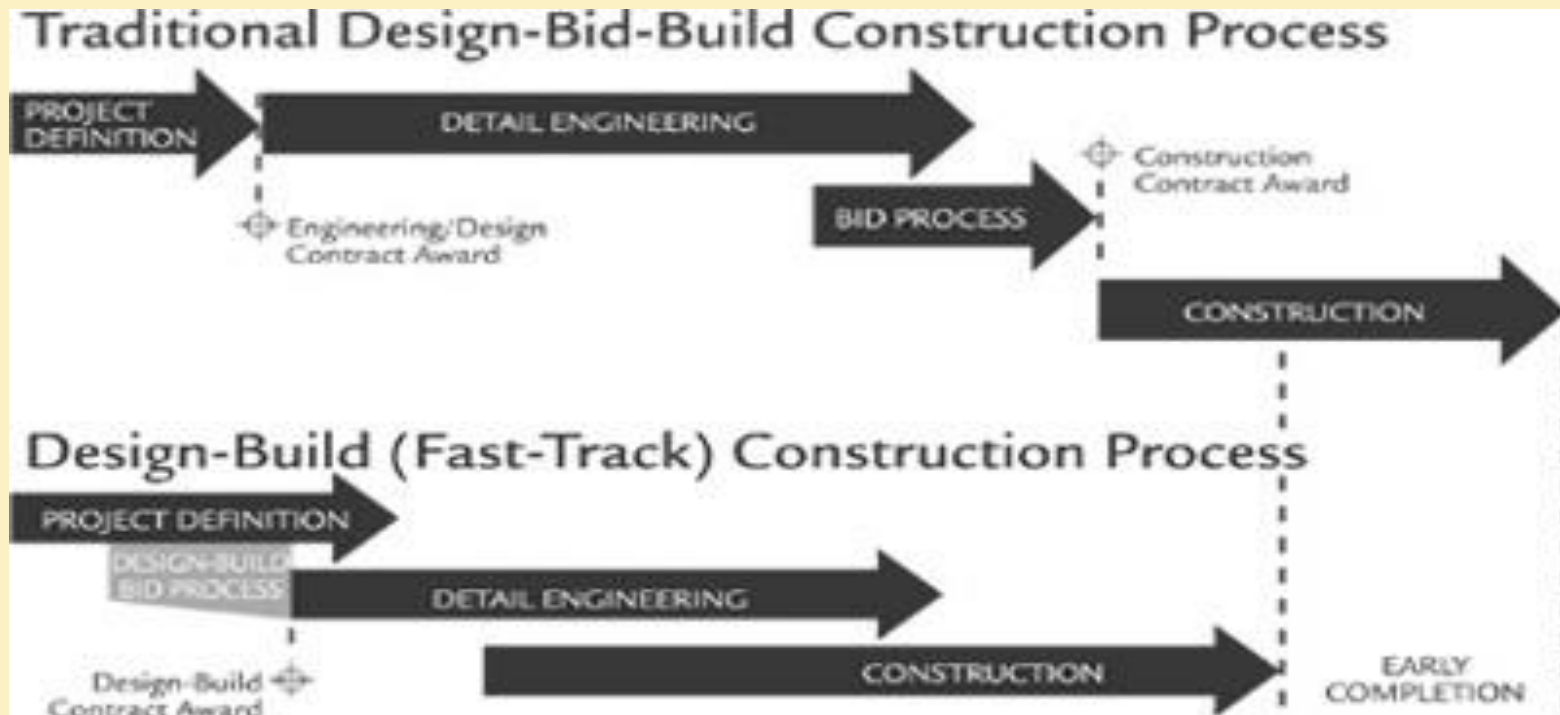 Traditional Design-Bid-Build Construction Process
PROJECT
DEFINITION
DETAIL ENGINEERING
Engineering/Design
Contract Award
BID PROCESS
Construction
Contract Award
CONSTRUCTION
Design-Build (Fast-Track) Construction Process
PROJECT DEFINITION
DESIGN-BUILD
BID PROCESS
DETAIL ENGINEERING
Design-Build
Contract Award
CONSTRUCTION
EARLY
COMPLETION